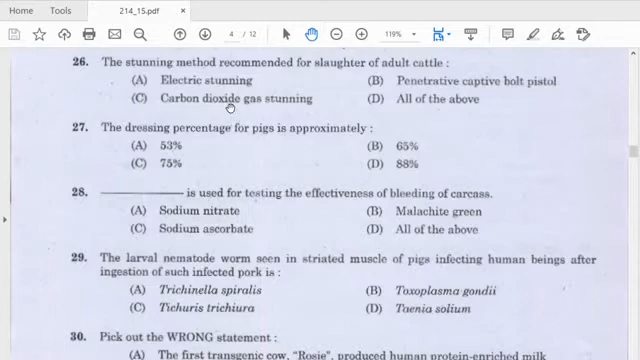 Home Tools 214_15.pdf
4 / 12 119%
26. The stunning method recommended for slaughter of adult cattle :
(A) Electric stunning (B) Penetrative captive bolt pistol
(C) Carbon dioxide gas stunning (D) All of the above
27. The dressing percentage for pigs is approximately :
(A) 53% (B) 65%
(C) 75% (D) 88%
28. ____________ is used for testing the effectiveness of bleeding of carcass.
(A) Sodium nitrate (B) Malachite green
(C) Sodium ascorbate (D) All of the above
29. The larval nematode worm seen in striated muscle of pigs infecting human beings after
ingestion of such infected pork is :
(A) Trichinella spiralis (B) Toxoplasma gondii
(C) Tichuris trichiura (D) Taenia solium
30. Pick out the WRONG statement :
(A) The first transgenic cow, "Rosie", produced human protein-enriched milk